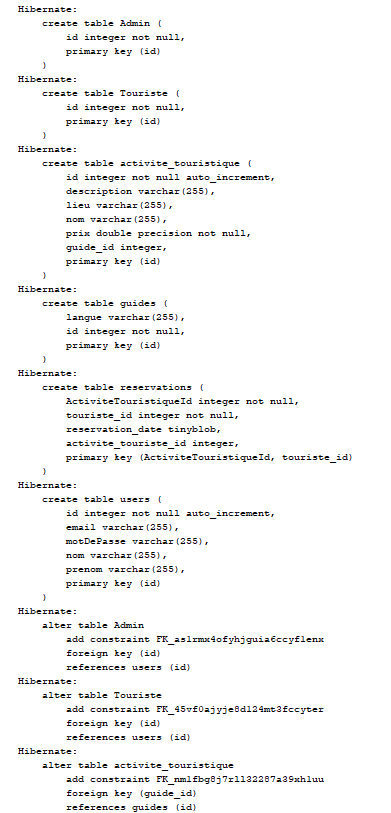 Hibernate:
    create table Admin (
        id integer not null,
        primary key (id)
    )
Hibernate:
    create table Touriste (
        id integer not null,
        primary key (id)
    )
Hibernate:
    create table activite_touristique (
        id integer not null auto_increment,
        description varchar(255),
        lieu varchar(255),
        nom varchar(255),
        prix double precision not null,
        guide_id integer,
        primary key (id)
    )
Hibernate:
    create table guides (
        langue varchar(255),
        id integer not null,
        primary key (id)
    )
Hibernate:
    create table reservations (
        ActiviteTouristiqueId integer not null,
        touriste_id integer not null,
        reservation_date tinyblob,
        activite_touriste_id integer,
        primary key (ActiviteTouristiqueId, touriste_id)
    )
Hibernate:
    create table users (
        id integer not null auto_increment,
        email varchar(255),
        motDePasse varchar(255),
        nom varchar(255),
        prenom varchar(255),
        primary key (id)
    )
Hibernate:
    alter table Admin
        add constraint FK_aslrmx4ofyhjguia6ccyflenx
        foreign key (id)
        references users (id)
Hibernate:
    alter table Touriste
        add constraint FK_45vf0ajyje8dl24mt3fccyter
        foreign key (id)
        references users (id)
Hibernate:
    alter table activite_touristique
        add constraint FK_nmlfbg8j7rll32287a39xhluu
        foreign key (guide_id)
        references guides (id)